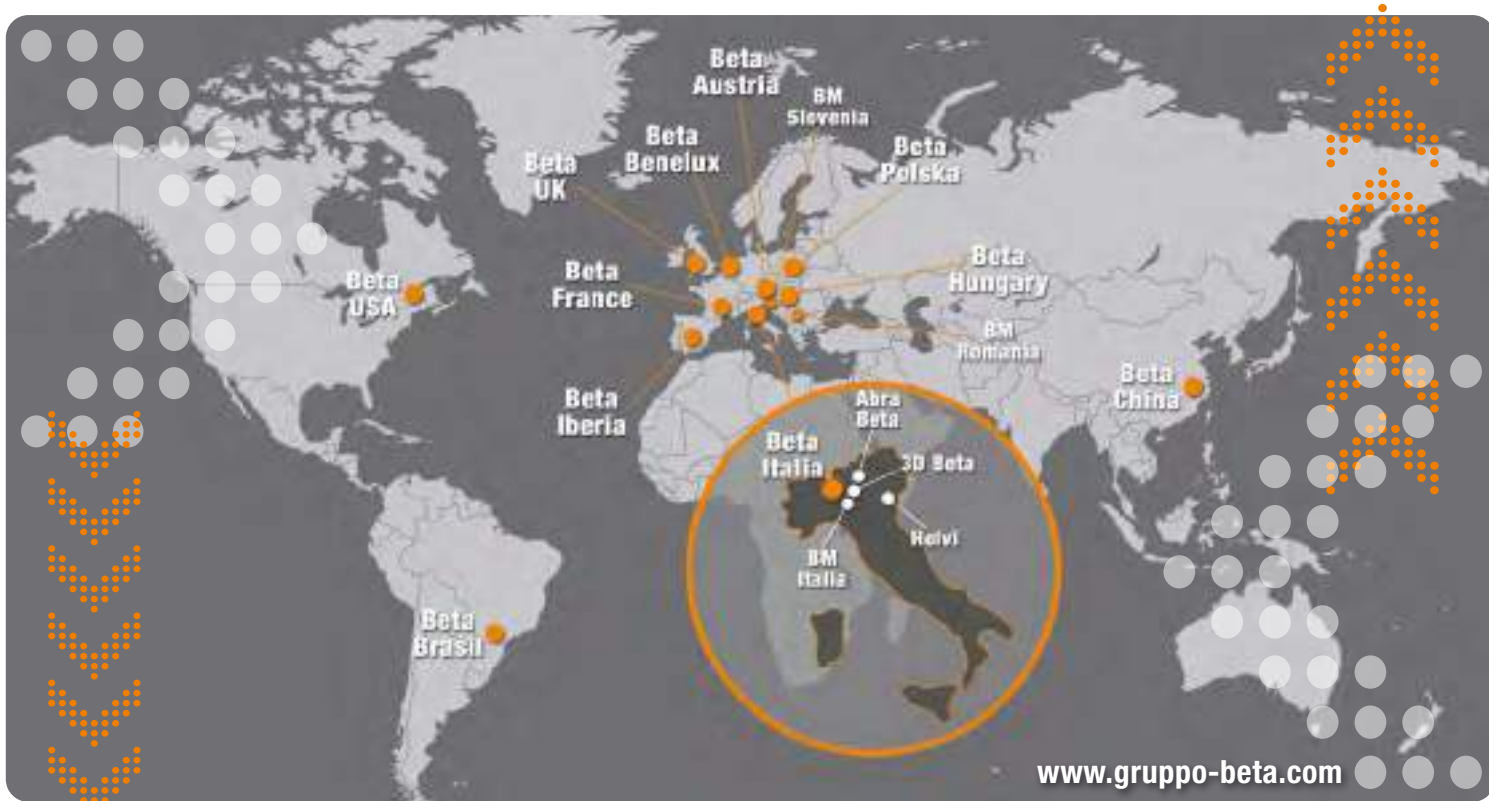 Beta
Austria
BM
Slovenia
Beta
Benelux
Beta
Polska
Beta
UK
Beta
France
Beta
Hungary
Beta
USA
BM
Romania
Beta
China
Beta
Iberia
Abra
Beta
Beta
Italia
3D Beta
Helvi
BM
Italia
Beta
Brasil
www.gruppo-beta.com